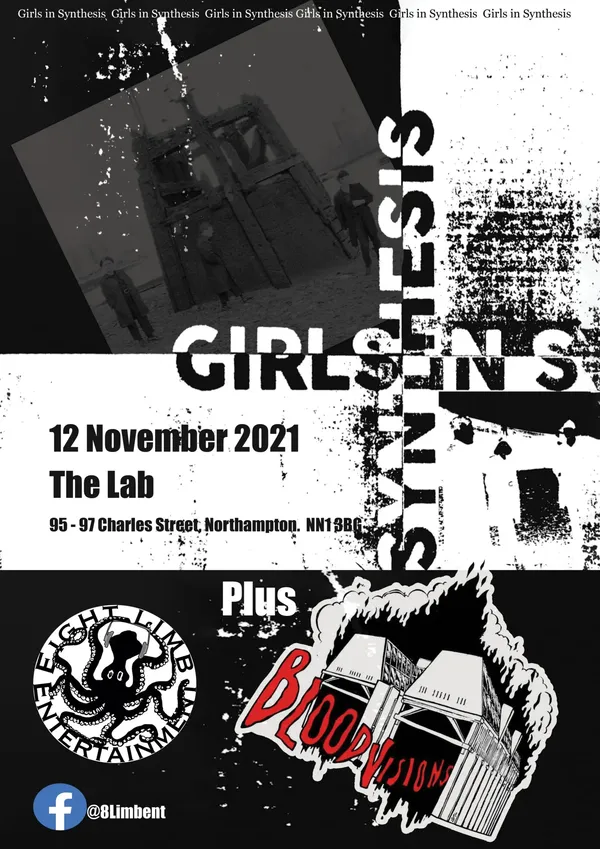 Girls in Synthesis Girls in Synthesis Girls in Synthesis Girls in Synthesis Girls in Synthesis Girls in Synthesis
SYNTHESIS
GIRLS IN S
12 November 2021
The Lab
95 - 97 Charles Street, Northampton. NN1 3BG
Plus
EIGHT LIMB
ENTERTAINMENT
BLOOD VISIONS
f
@8Limbent